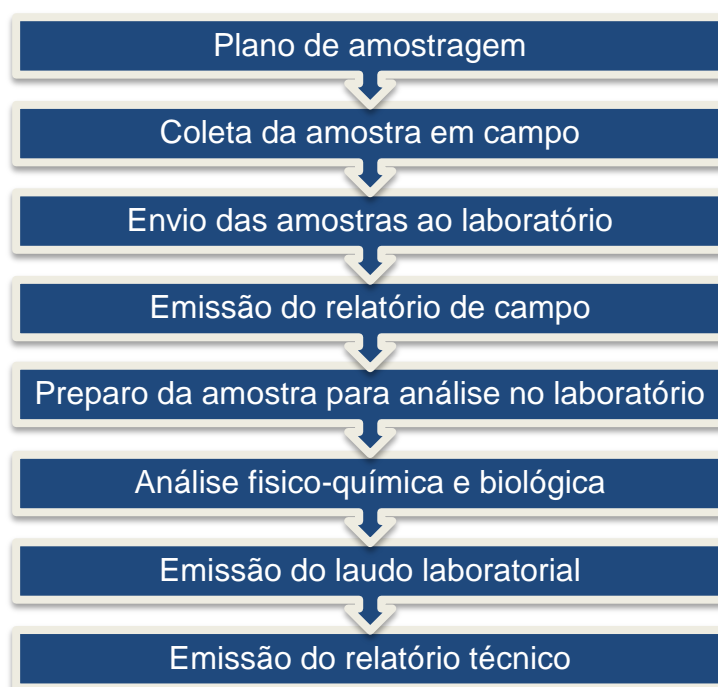 Plano de amostragem
Coleta da amostra em campo
Envio das amostras ao laboratório
Emissão do relatório de campo
Preparo da amostra para análise no laboratório
Análise fisico-química e biológica
Emissão do laudo laboratorial
Emissão do relatório técnico